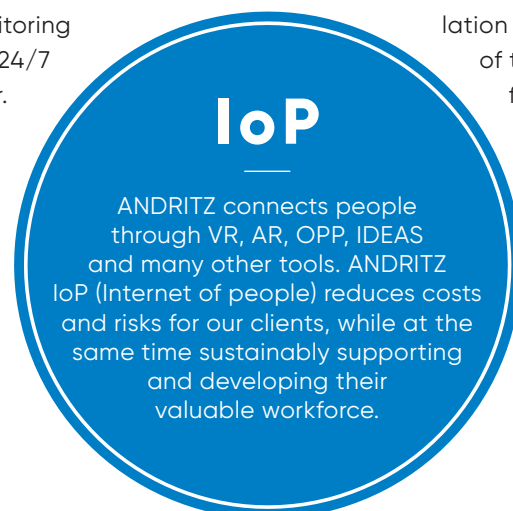 itoring
24/7
lation
of
IoP
ANDRITZ connects people
through VR, AR, OPP, IDEAS
and many other tools. ANDRITZ
IoP (Internet of people) reduces costs
and risks for our clients, while at the
same time sustainably supporting
and developing their
valuable workforce.